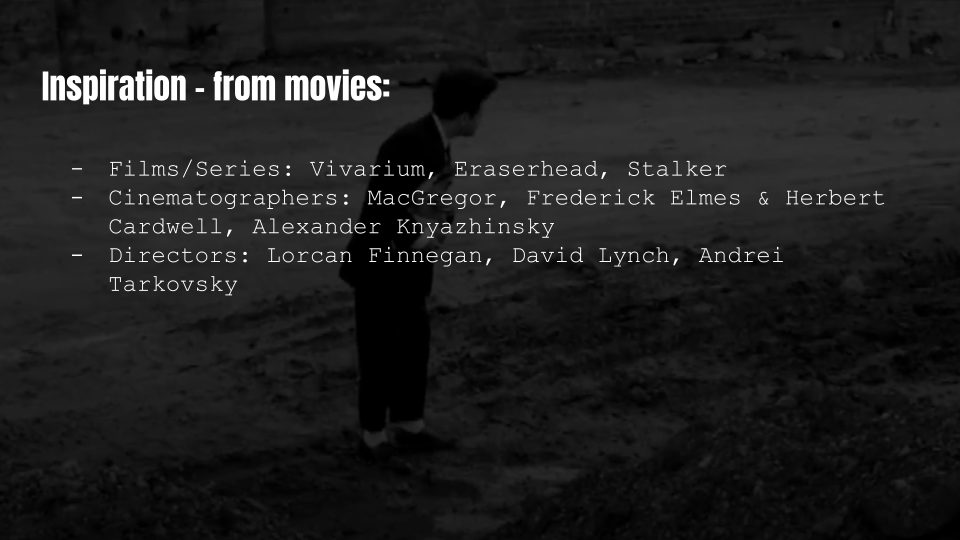 Inspiration - from movies:
- Films/Series: Vivarium, Eraserhead, Stalker
- Cinematographers: MacGregor, Frederick Elmes & Herbert
Cardwell, Alexander Knyazhinsky
- Directors: Lorcan Finnegan, David Lynch, Andrei
Tarkovsky